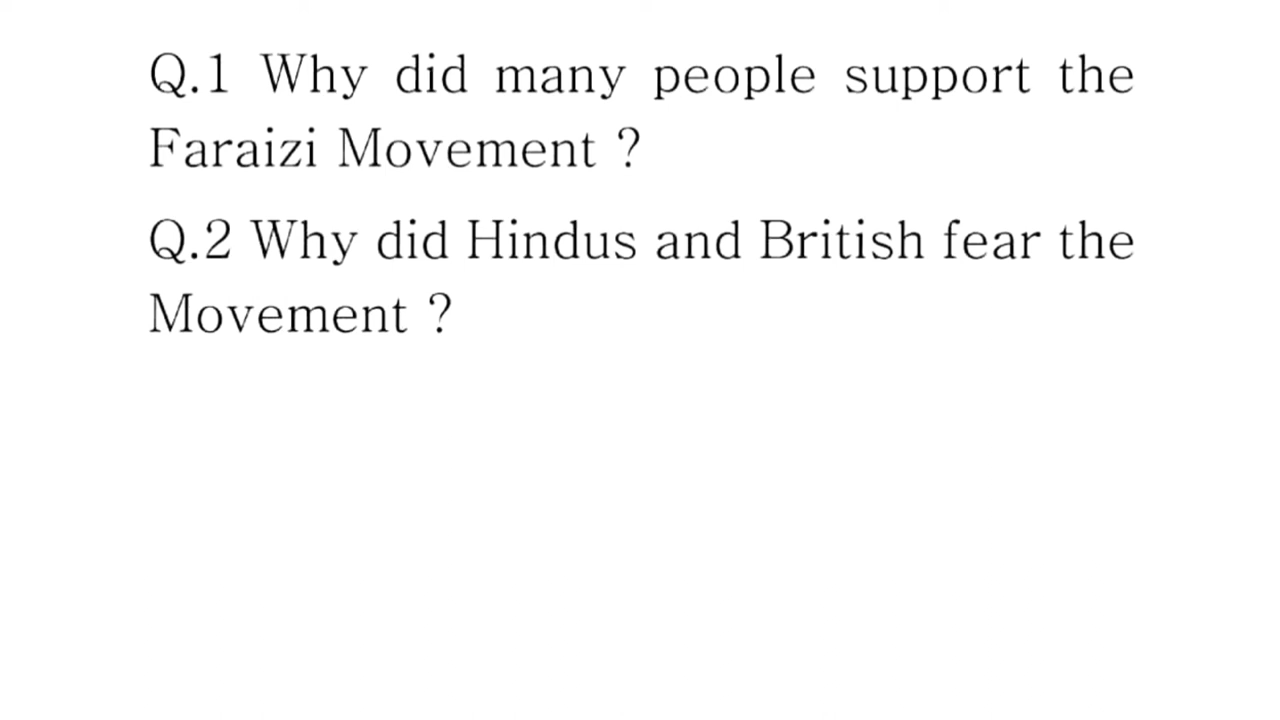 Q.1 Why did many people support the
Faraizi Movement ?
Q.2 Why did Hindus and British fear the
Movement ?